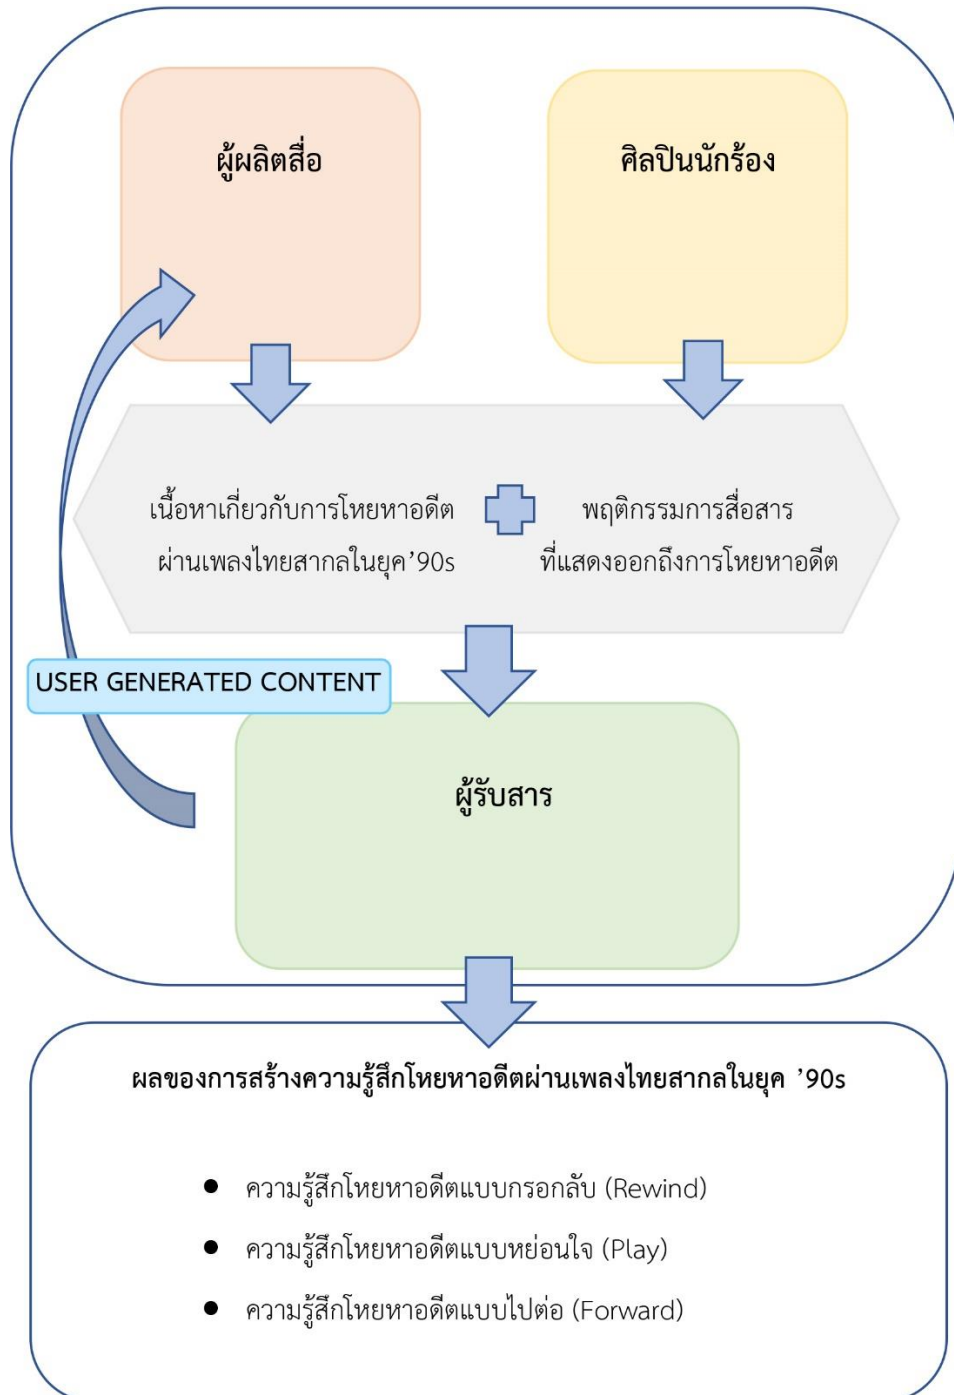 ผู้ผลิตสื่อ
ศิลปินนักร้อง
เนื้อหาเกี่ยวกับการโหยหาอดีต
ผ่านเพลงไทยสากลในยุค’90s
พฤติกรรมการสื่อสาร
ที่แสดงออกถึงการโหยหาอดีต
USER GENERATED CONTENT
ผู้รับสาร
ผลของการสร้างความรู้สึกโหยหาอดีตผ่านเพลงไทยสากลในยุค ’90s
● ความรู้สึกโหยหาอดีตแบบกรอกลับ (Rewind)
● ความรู้สึกโหยหาอดีตแบบหย่อนใจ (Play)
● ความรู้สึกโหยหาอดีตแบบไปต่อ (Forward)